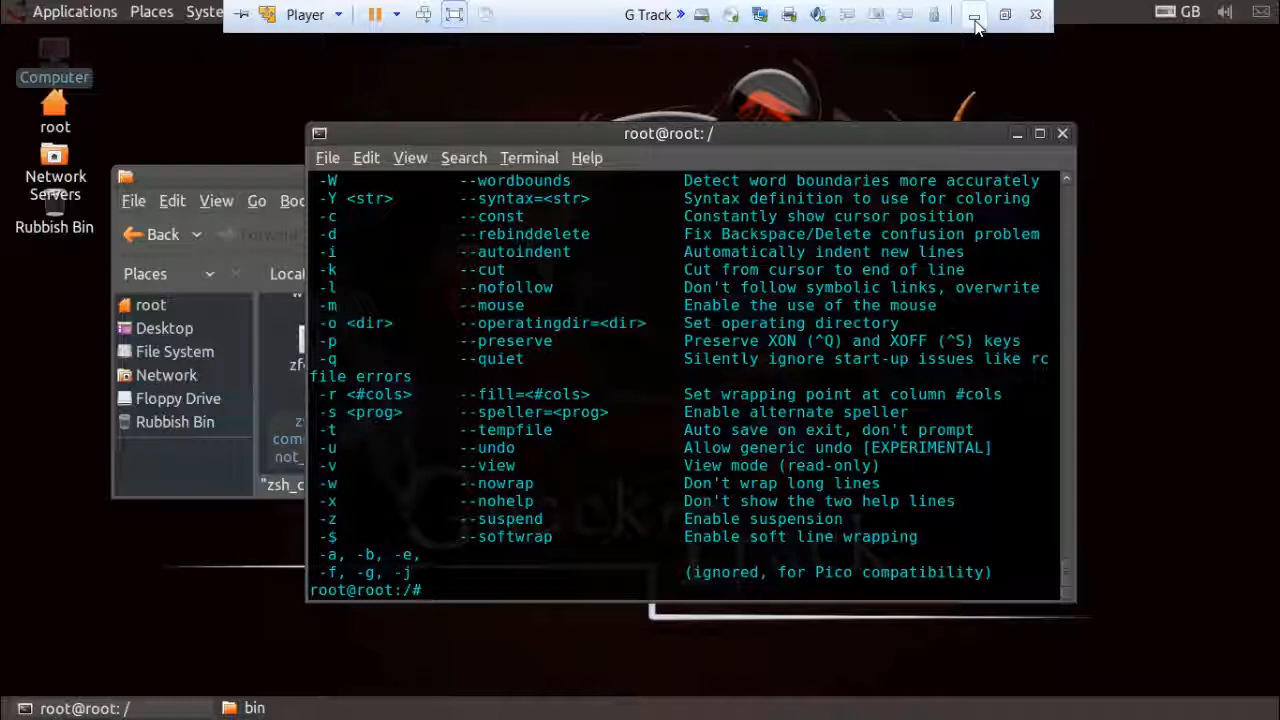 Applications Places Syste
Player
G Track »
GB
Computer
root
Network
Servers
Rubbish Bin
File Edit View Go Boo
Back
Forward
Places
Locat
root
Desktop
File System
Network
Floppy Drive
Rubbish Bin
"zsh_c
root@root: /
File Edit View Search Terminal Help
-W --wordbounds Detect word boundaries more accurately
-Y <str> --syntax=<str> Syntax definition to use for coloring
-c --const Constantly show cursor position
-d --rebinddelete Fix Backspace/Delete confusion problem
-i --autoindent Automatically indent new lines
-k --cut Cut from cursor to end of line
-l --nofollow Don't follow symbolic links, overwrite
-m --mouse Enable the use of the mouse
-o <dir> --operatingdir=<dir> Set operating directory
-p --preserve Preserve XON (^Q) and XOFF (^S) keys
-q --quiet Silently ignore start-up issues like rc
file errors
-r <#cols> --fill=<#cols> Set wrapping point at column #cols
-s <prog> --speller=<prog> Enable alternate speller
-t --tempfile Auto save on exit, don't prompt
-u --undo Allow generic undo [EXPERIMENTAL]
-v --view View mode (read-only)
-w --nowrap Don't wrap long lines
-x --nohelp Don't show the two help lines
-z --suspend Enable suspension
-$ --softwrap Enable soft line wrapping
-a, -b, -e,
-f, -g, -j (ignored, for Pico compatibility)
root@root:/#
root@root: /
bin